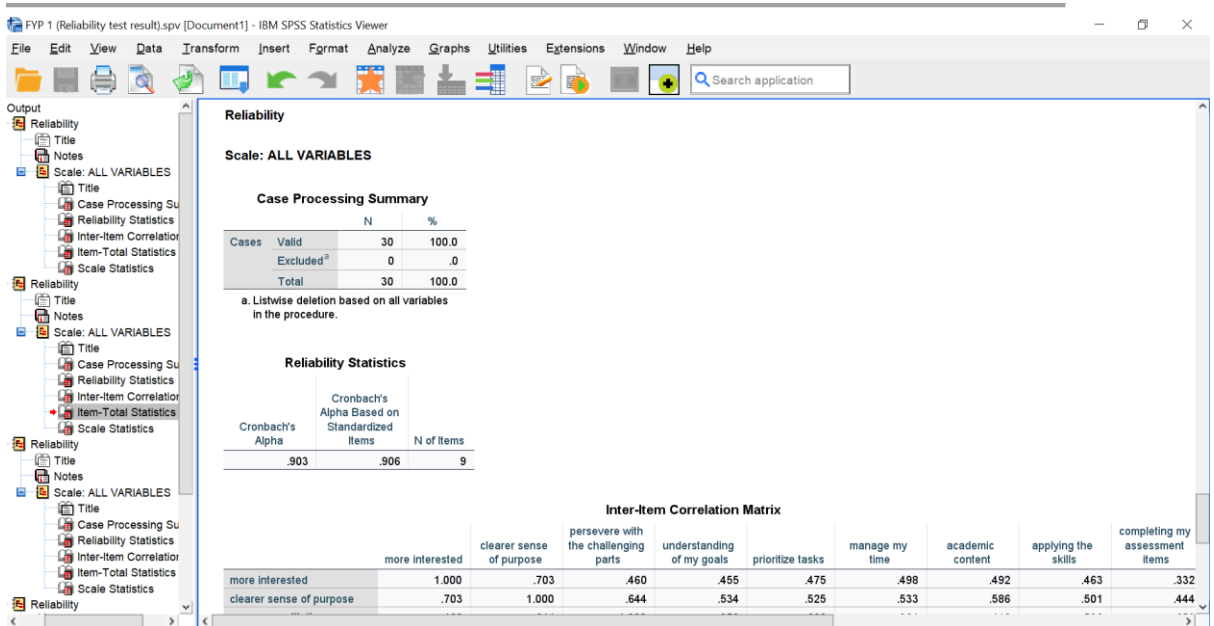 FYP 1 (Reliability test result).spv [Document1] - IBM SPSS Statistics Viewer
File Edit View Data Transform Insert Format Analyze Graphs Utilities Extensions Window Help
Search application
Output
Reliability
Title
Notes
Scale: ALL VARIABLES
Title
Case Processing Su
Reliability Statistics
Inter-Item Correlation
Item-Total Statistics
Scale Statistics
Reliability
Title
Notes
Scale: ALL VARIABLES
Title
Case Processing Su
Reliability Statistics
Inter-Item Correlation
Item-Total Statistics
Scale Statistics
Reliability
Title
Notes
Scale: ALL VARIABLES
Title
Case Processing Su
Reliability Statistics
Inter-Item Correlation
Item-Total Statistics
Scale Statistics
Reliability
Reliability
Scale: ALL VARIABLES
Case Processing Summary
N %
Cases Valid 30 100.0
Excludedᵃ 0 .0
Total 30 100.0
a. Listwise deletion based on all variables
in the procedure.
Reliability Statistics
Cronbach's Alpha Cronbach's Alpha Based on Standardized Items N of Items
.903 .906 9
Inter-Item Correlation Matrix
more interested clearer sense of purpose persevere with the challenging parts understanding of my goals prioritize tasks manage my time academic content applying the skills completing my assessment items
more interested 1.000 .703 .460 .455 .475 .498 .492 .463 .332
clearer sense of purpose .703 1.000 .644 .534 .525 .533 .586 .501 .444